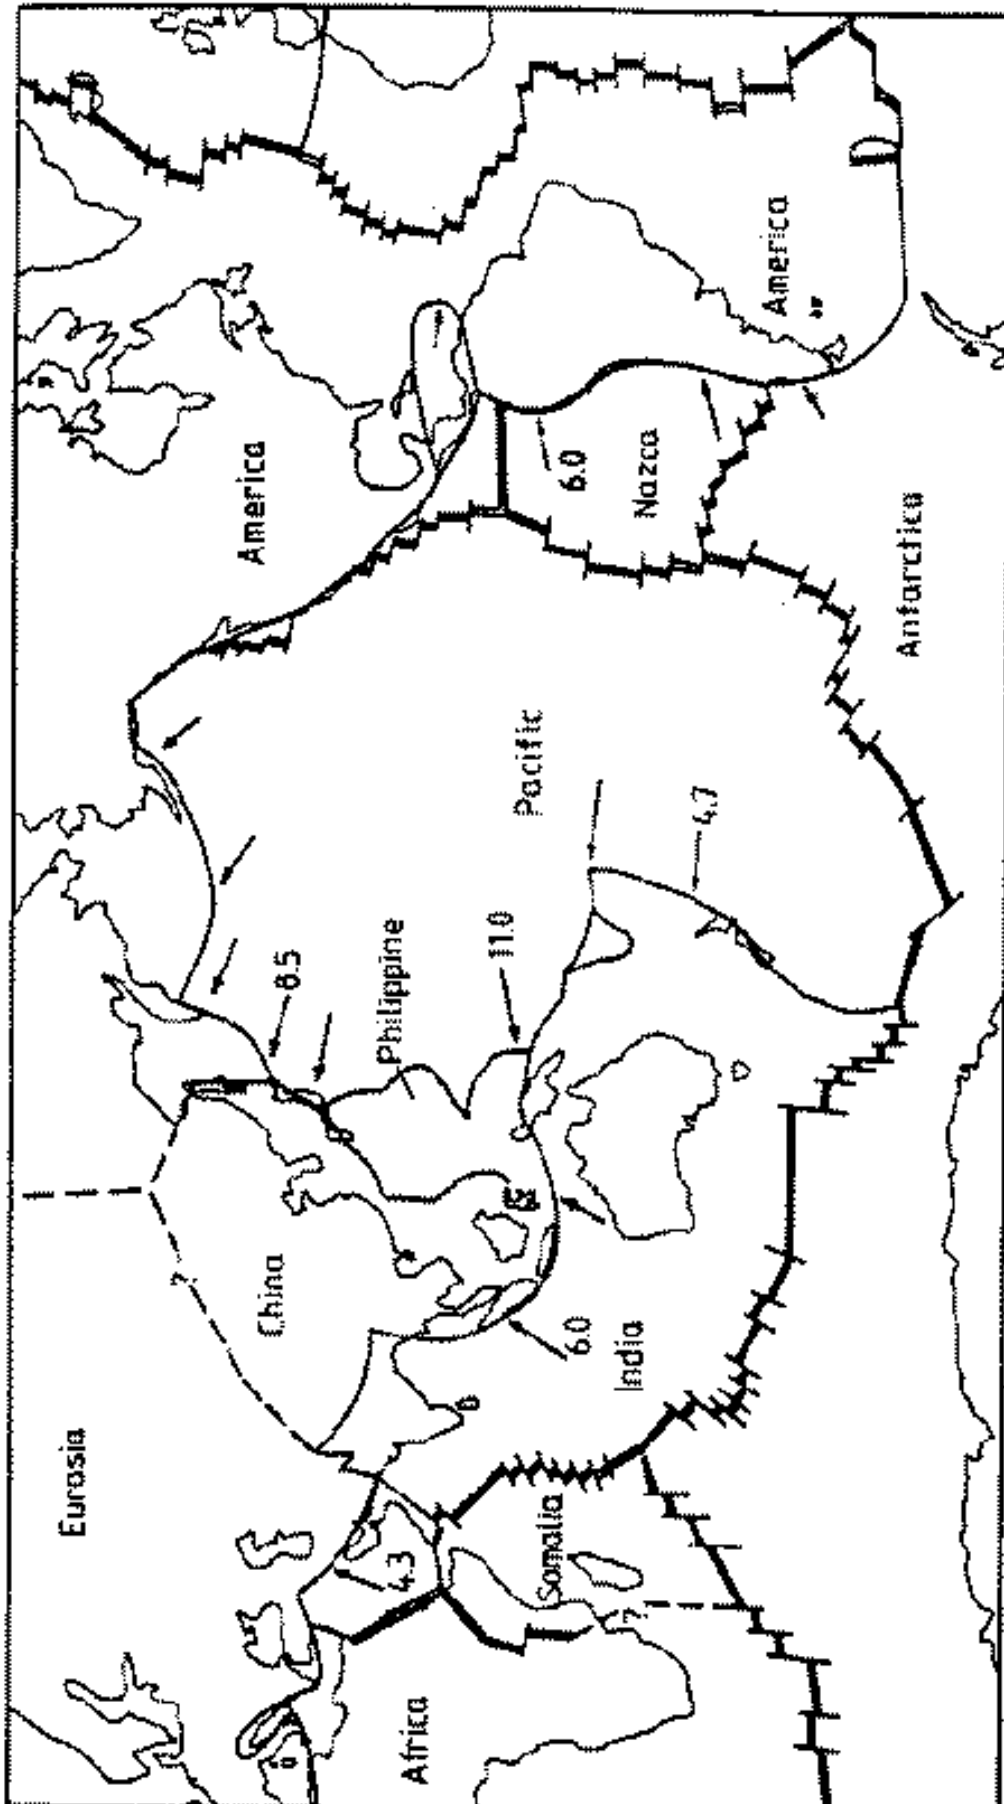 Eurasia
China
America
America
Africa
Somalia
India
Philippine
Pacific
Nazca
Antarctica
4.3
6.0
8.5
11.0
4.7
6.0
?
?